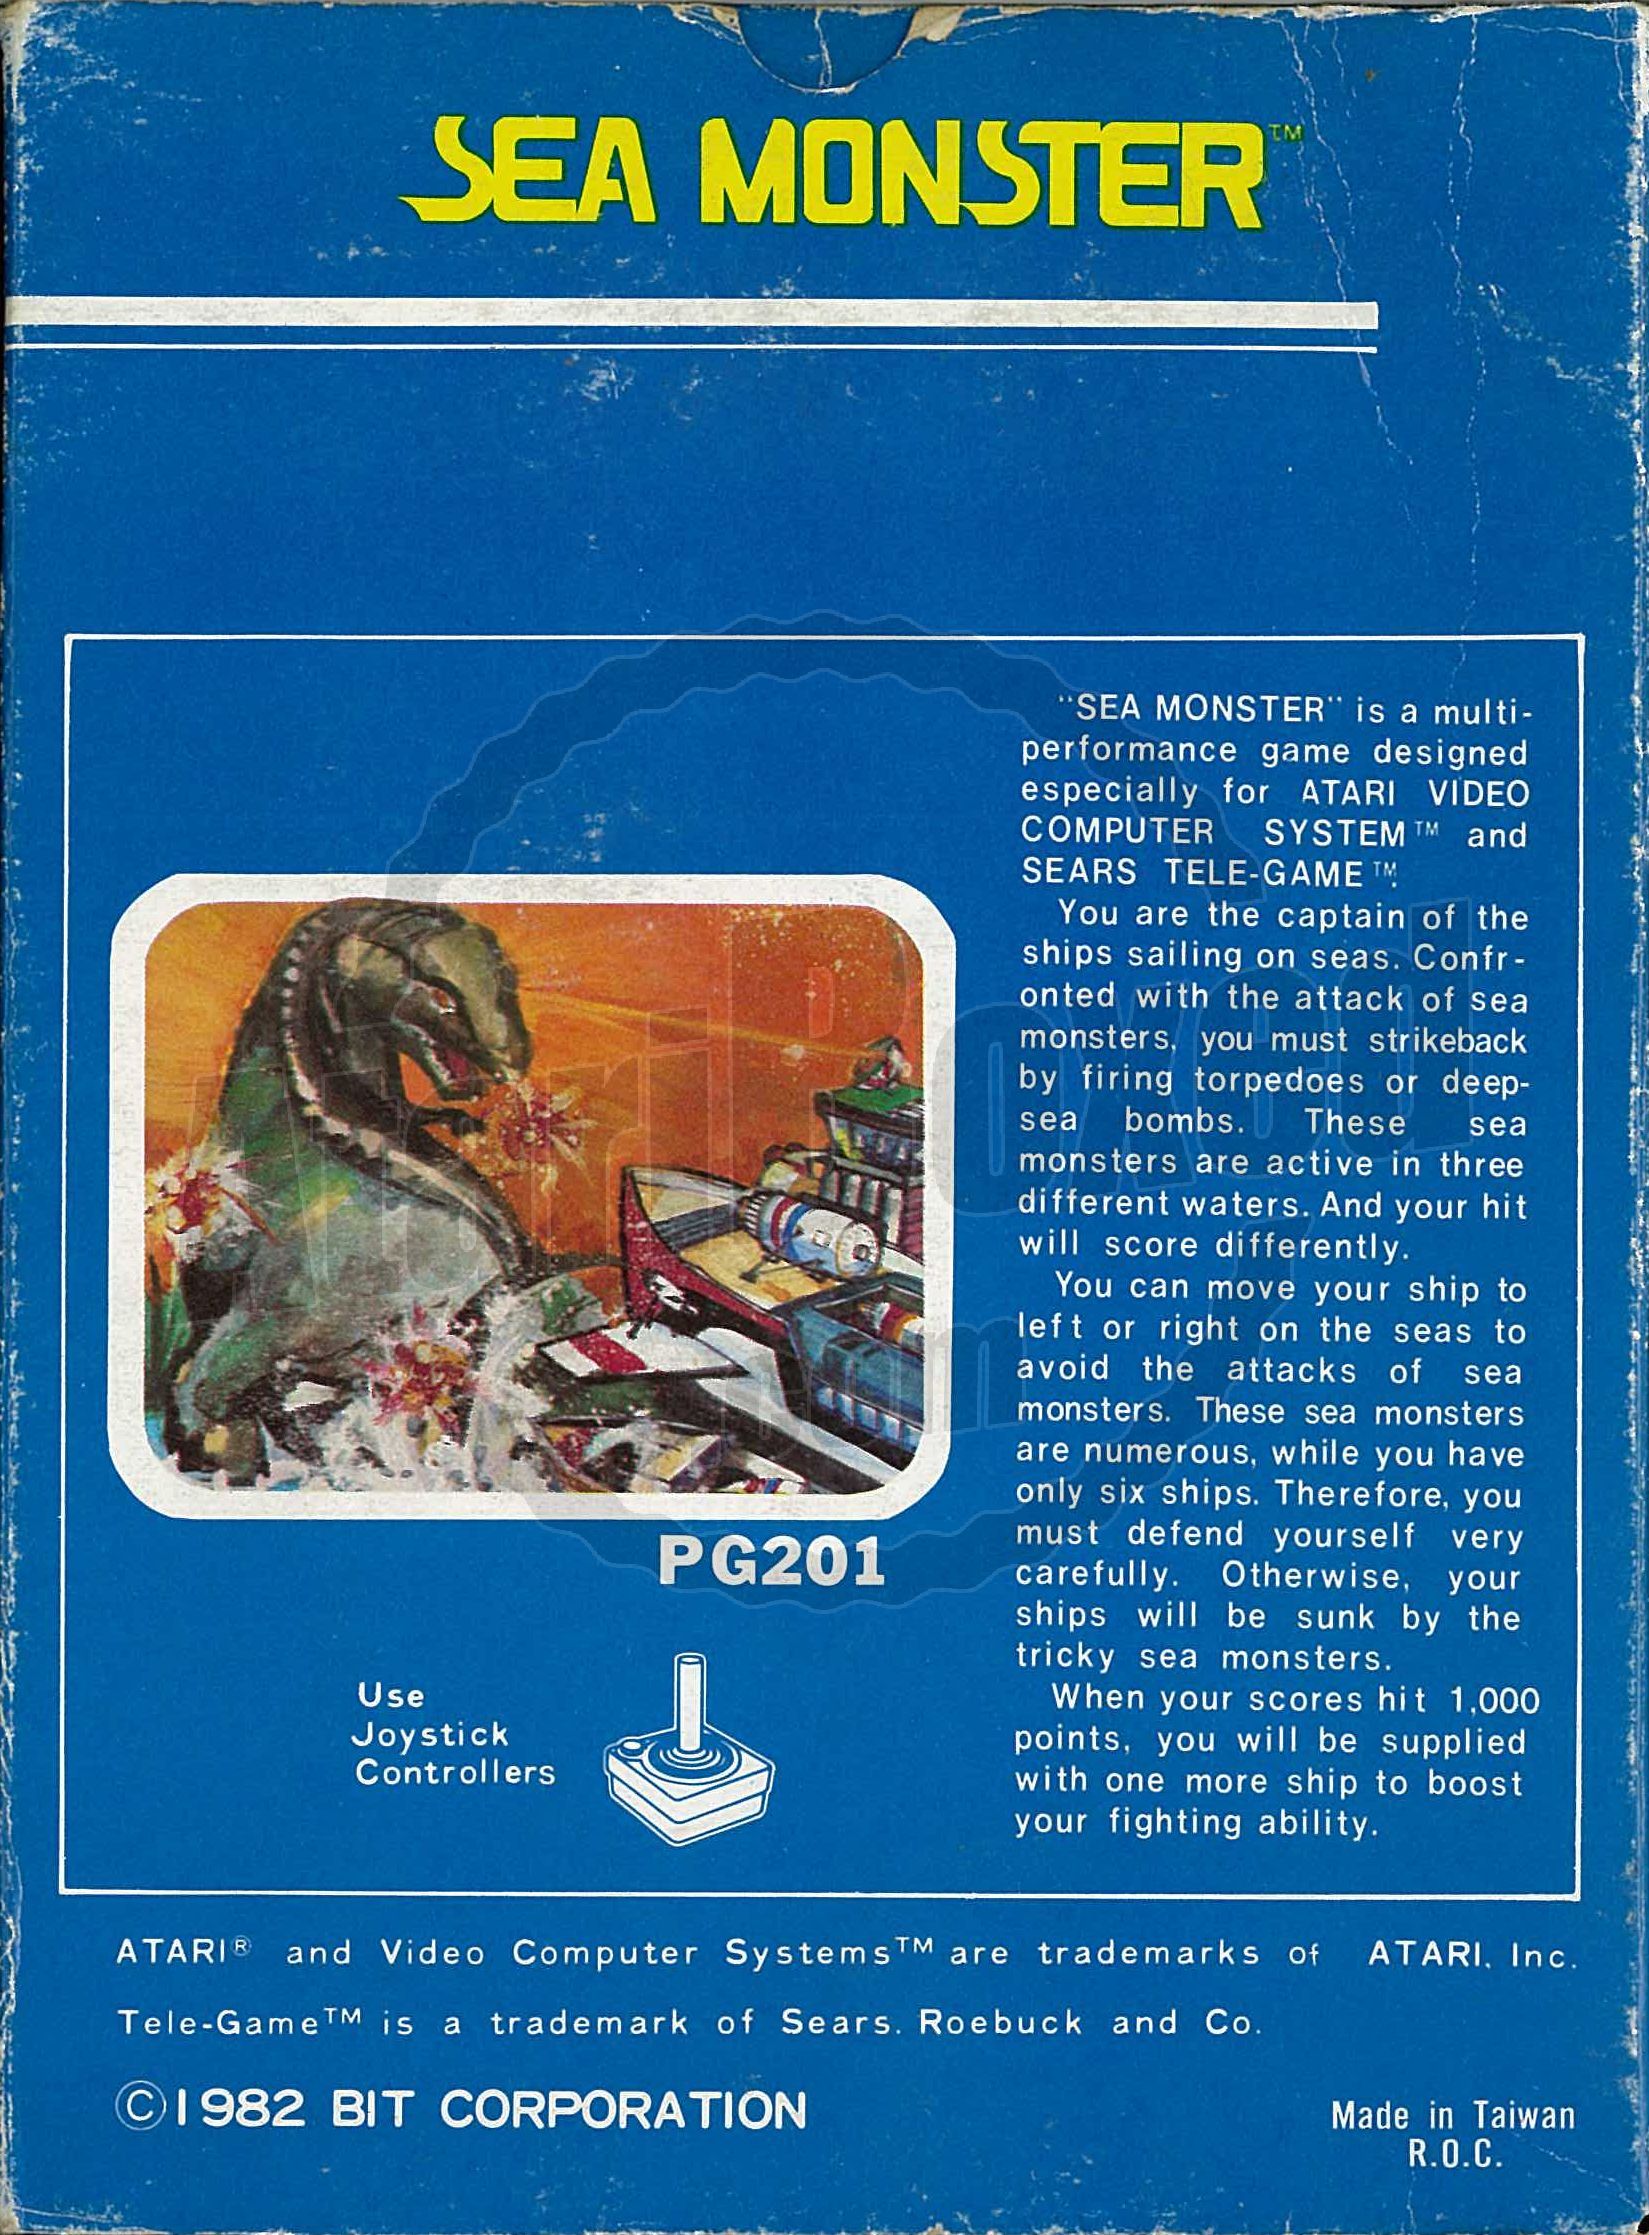 SEA MONSTER™
"SEA MONSTER" is a multi-
performance game designed
especially for ATARI VIDEO
COMPUTER SYSTEM™ and
SEARS TELE-GAME™.
You are the captain of the
ships sailing on seas. Confr-
onted with the attack of sea
monsters, you must strikeback
by firing torpedoes or deep-
sea bombs. These sea
monsters are active in three
different waters. And your hit
will score differently.
You can move your ship to
left or right on the seas to
avoid the attacks of sea
monsters. These sea monsters
are numerous, while you have
only six ships. Therefore, you
must defend yourself very
carefully. Otherwise, your
ships will be sunk by the
tricky sea monsters.
When your scores hit 1,000
points, you will be supplied
with one more ship to boost
your fighting ability.
PG201
Use
Joystick
Controllers
AtariBoxed
.com
ATARI® and Video Computer Systems™ are trademarks of ATARI, Inc.
Tele-Game™ is a trademark of Sears. Roebuck and Co.
©1982 BIT CORPORATION
Made in Taiwan
R.O.C.